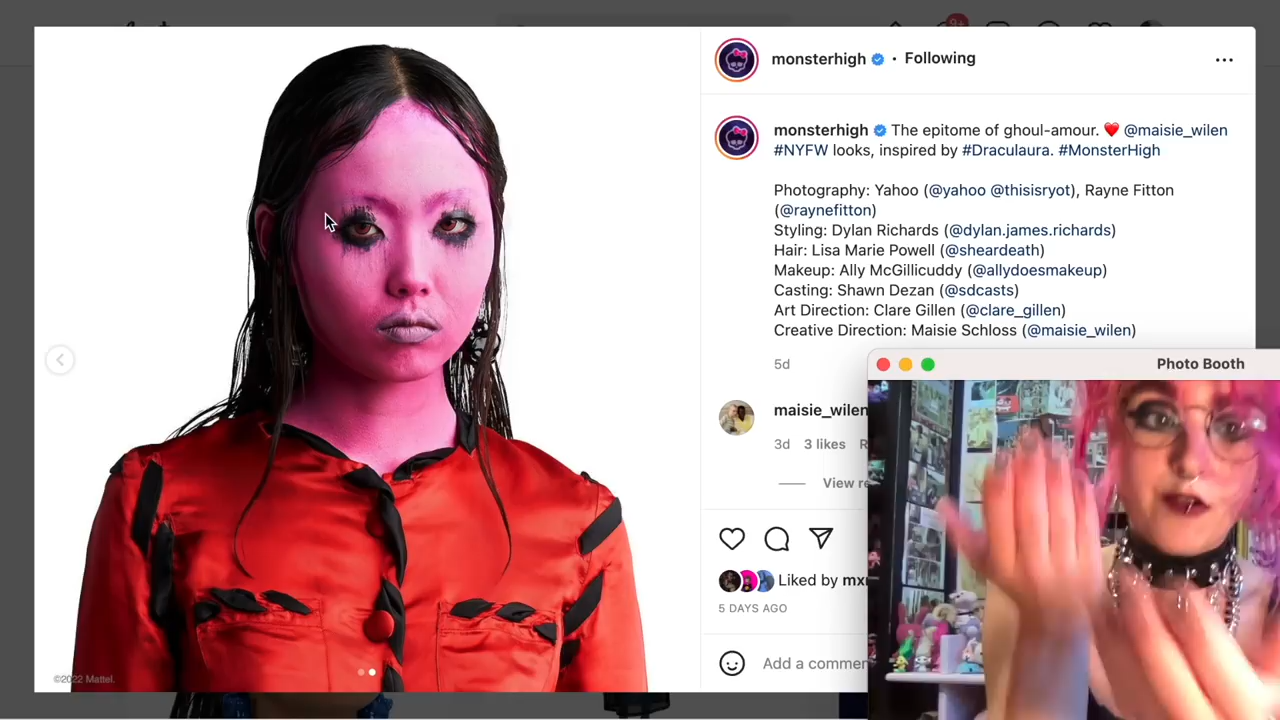 9+
monsterhigh • Following
monsterhigh The epitome of ghoul-amour. ❤️ @maisie_wilen
#NYFW looks, inspired by #Draculaura. #MonsterHigh
Photography: Yahoo (@yahoo @thisisryot), Rayne Fitton
(@raynefitton)
Styling: Dylan Richards (@dylan.james.richards)
Hair: Lisa Marie Powell (@sheardeath)
Makeup: Ally McGillicuddy (@allydoesmakeup)
Casting: Shawn Dezan (@sdcasts)
Art Direction: Clare Gillen (@clare_gillen)
Creative Direction: Maisie Schloss (@maisie_wilen)
5d
Photo Booth
maisie_wilen
3d 3 likes R
View re
Liked by mx
5 DAYS AGO
Add a commen
©2022 Mattel.